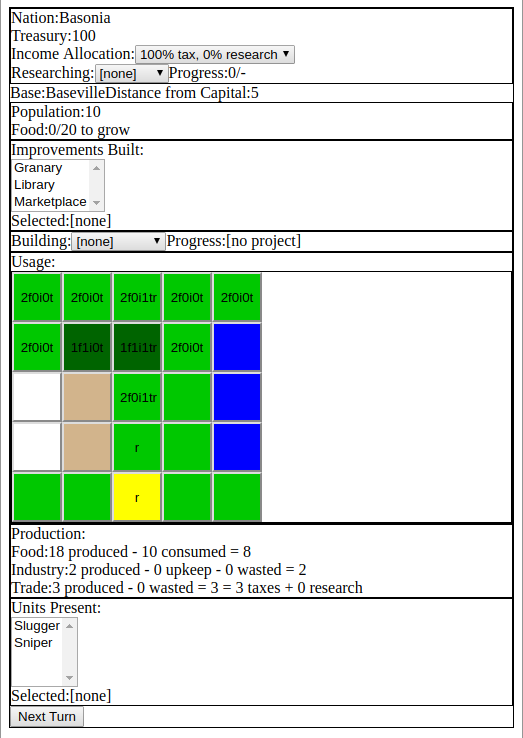 Nation:Basonia
Treasury:100
Income Allocation: 100% tax, 0% research
Researching: [none] Progress:0/-
Base:BasevilleDistance from Capital:5
Population:10
Food:0/20 to grow
Improvements Built:
Granary
Library
Marketplace
Selected:[none]
Building: [none] Progress:[no project]
Usage:
2f0i0t 2f0i0t 2f0i1tr 2f0i0t 2f0i0t
2f0i0t 1f1i0t 1f1i1tr 2f0i0t
2f0i1tr
r
r
Production:
Food:18 produced - 10 consumed = 8
Industry:2 produced - 0 upkeep - 0 wasted = 2
Trade:3 produced - 0 wasted = 3 = 3 taxes + 0 research
Units Present:
Slugger
Sniper
Selected:[none]
Next Turn